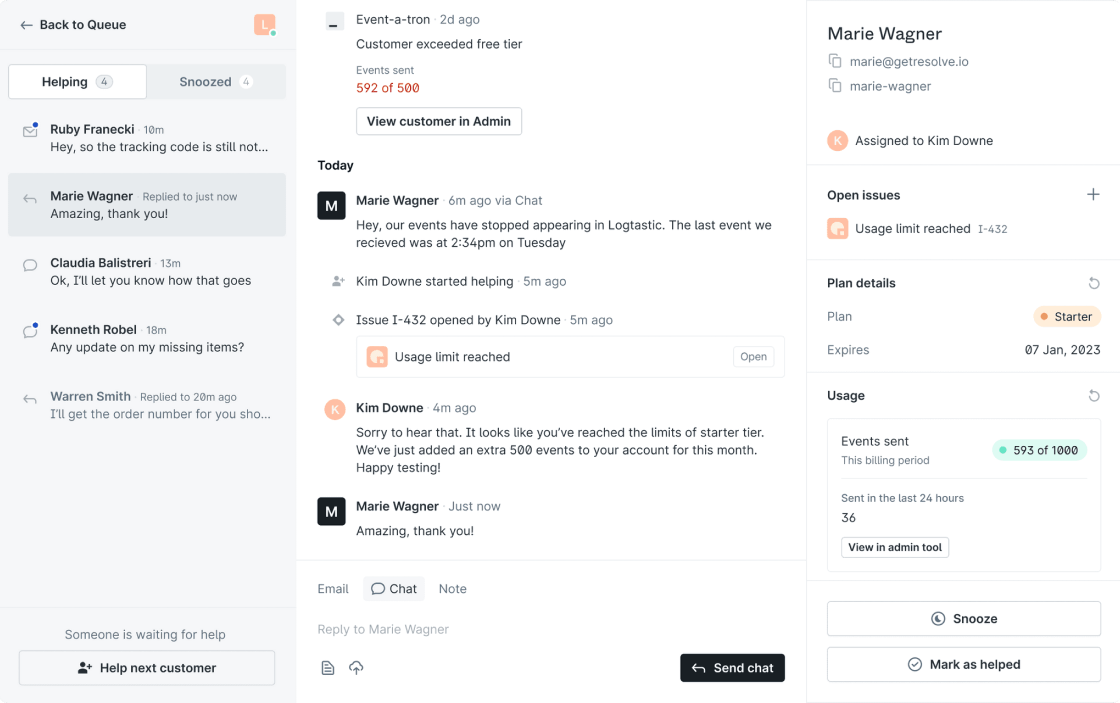 Back to Queue
L
Helping 4
Snoozed 4
Ruby Franecki · 10m
Hey, so the tracking code is still not...
Marie Wagner Replied to just now
Amazing, thank you!
Claudia Balistreri · 13m
Ok, I'll let you know how that goes
Kenneth Robel · 18m
Any update on my missing items?
Warren Smith · Replied to 20m ago
I'll get the order number for you sho...
Someone is waiting for help
Help next customer
Event-a-tron · 2d ago
Customer exceeded free tier
Events sent
592 of 500
View customer in Admin
Today
M
Marie Wagner · 6m ago via Chat
Hey, our events have stopped appearing in Logtastic. The last event we
recieved was at 2:34pm on Tuesday
Kim Downe started helping · 5m ago
Issue I-432 opened by Kim Downe · 5m ago
Usage limit reached
Open
K
Kim Downe · 4m ago
Sorry to hear that. It looks like you've reached the limits of starter tier.
We've just added an extra 500 events to your account for this month.
Happy testing!
M
Marie Wagner · Just now
Amazing, thank you!
Email
Chat
Note
Reply to Marie Wagner
Send chat
Marie Wagner
marie@getresolve.io
marie-wagner
K
Assigned to Kim Downe
Open issues
Usage limit reached I-432
Plan details
Plan
Starter
Expires
07 Jan, 2023
Usage
Events sent
This billing period
593 of 1000
Sent in the last 24 hours
36
View in admin tool
Snooze
Mark as helped